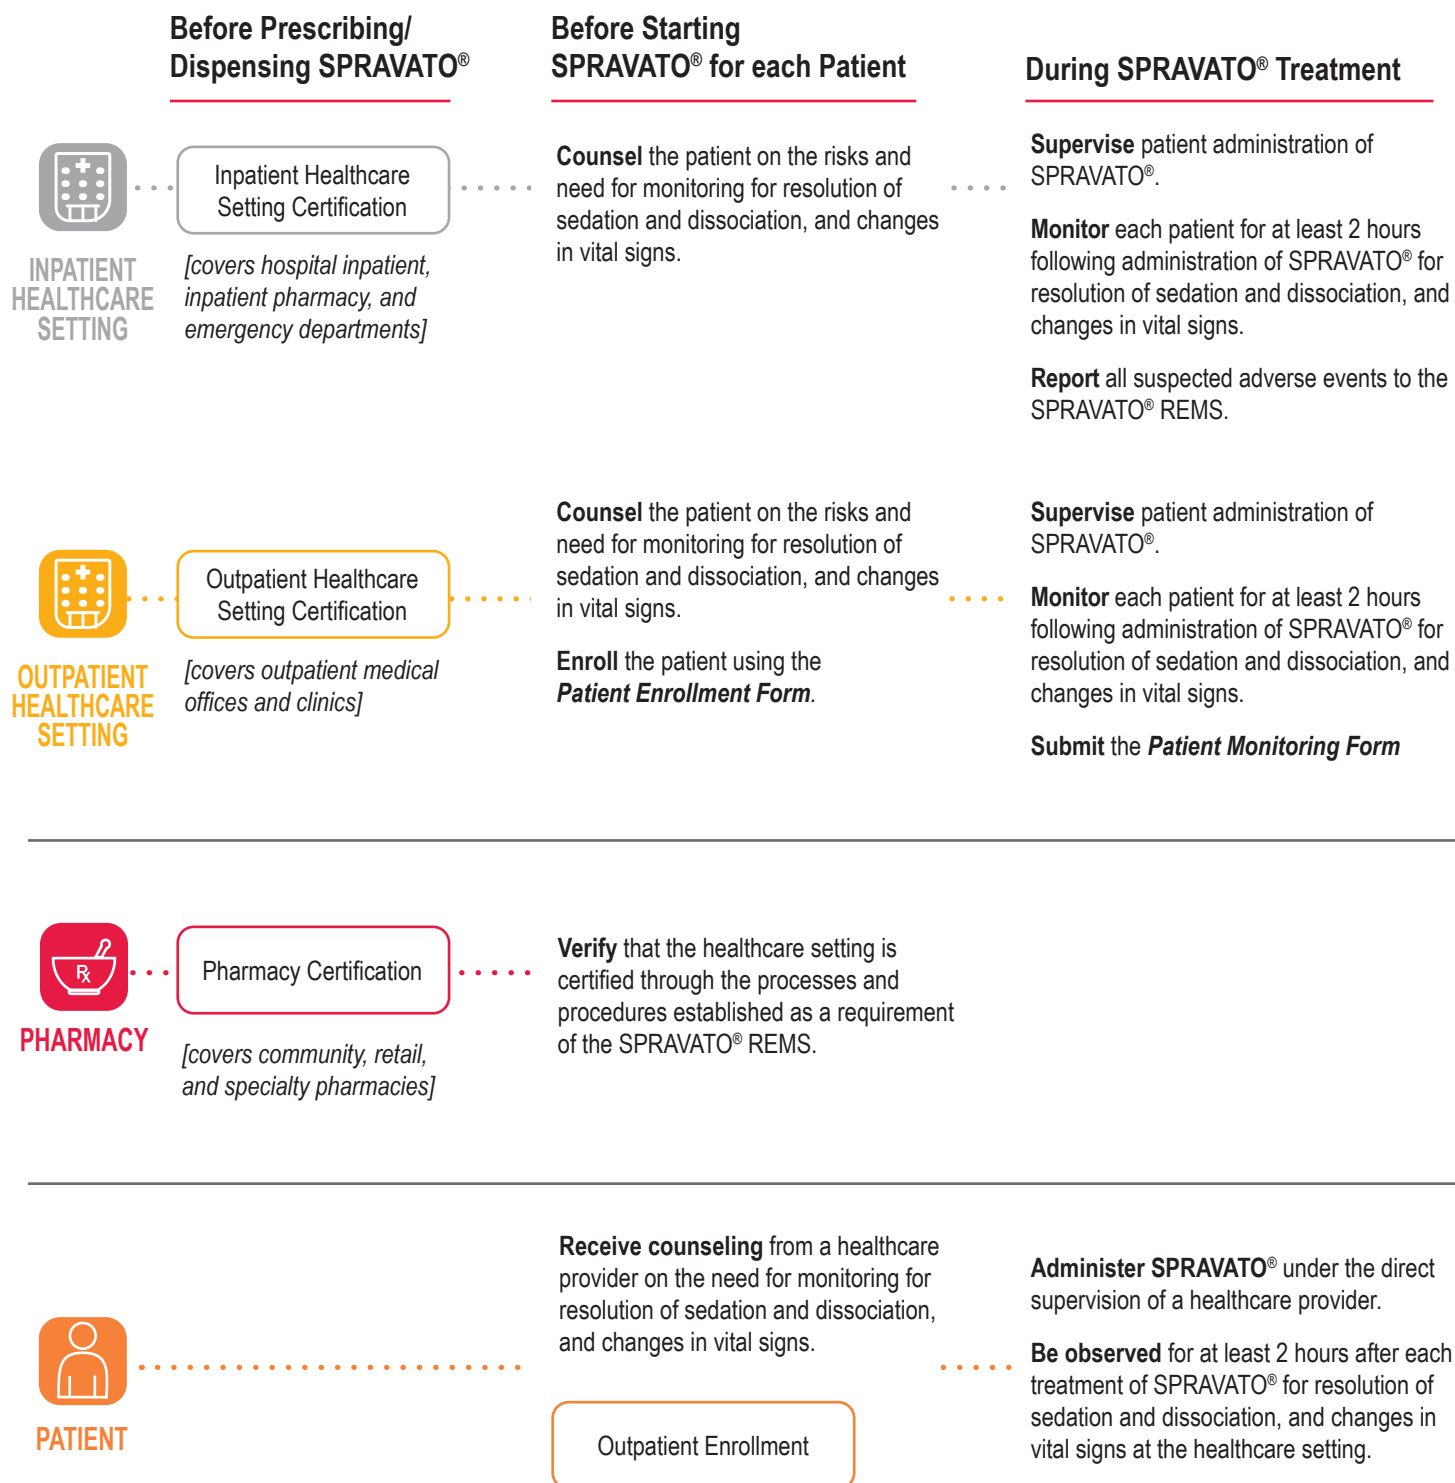 Before Prescribing/
Dispensing SPRAVATO®
Before Starting
SPRAVATO® for each Patient
During SPRAVATO® Treatment
INPATIENT
HEALTHCARE
SETTING
Inpatient Healthcare
Setting Certification
[covers hospital inpatient,
inpatient pharmacy, and
emergency departments]
Counsel the patient on the risks and
need for monitoring for resolution of
sedation and dissociation, and changes
in vital signs.
Supervise patient administration of
SPRAVATO®.
Monitor each patient for at least 2 hours
following administration of SPRAVATO® for
resolution of sedation and dissociation, and
changes in vital signs.
Report all suspected adverse events to the
SPRAVATO® REMS.
OUTPATIENT
HEALTHCARE
SETTING
Outpatient Healthcare
Setting Certification
[covers outpatient medical
offices and clinics]
Counsel the patient on the risks and
need for monitoring for resolution of
sedation and dissociation, and changes
in vital signs.
Enroll the patient using the
Patient Enrollment Form.
Supervise patient administration of
SPRAVATO®.
Monitor each patient for at least 2 hours
following administration of SPRAVATO® for
resolution of sedation and dissociation, and
changes in vital signs.
Submit the Patient Monitoring Form
Rx
PHARMACY
Pharmacy Certification
[covers community, retail,
and specialty pharmacies]
Verify that the healthcare setting is
certified through the processes and
procedures established as a requirement
of the SPRAVATO® REMS.
PATIENT
Receive counseling from a healthcare
provider on the need for monitoring for
resolution of sedation and dissociation,
and changes in vital signs.
Outpatient Enrollment
Administer SPRAVATO® under the direct
supervision of a healthcare provider.
Be observed for at least 2 hours after each
treatment of SPRAVATO® for resolution of
sedation and dissociation, and changes in
vital signs at the healthcare setting.